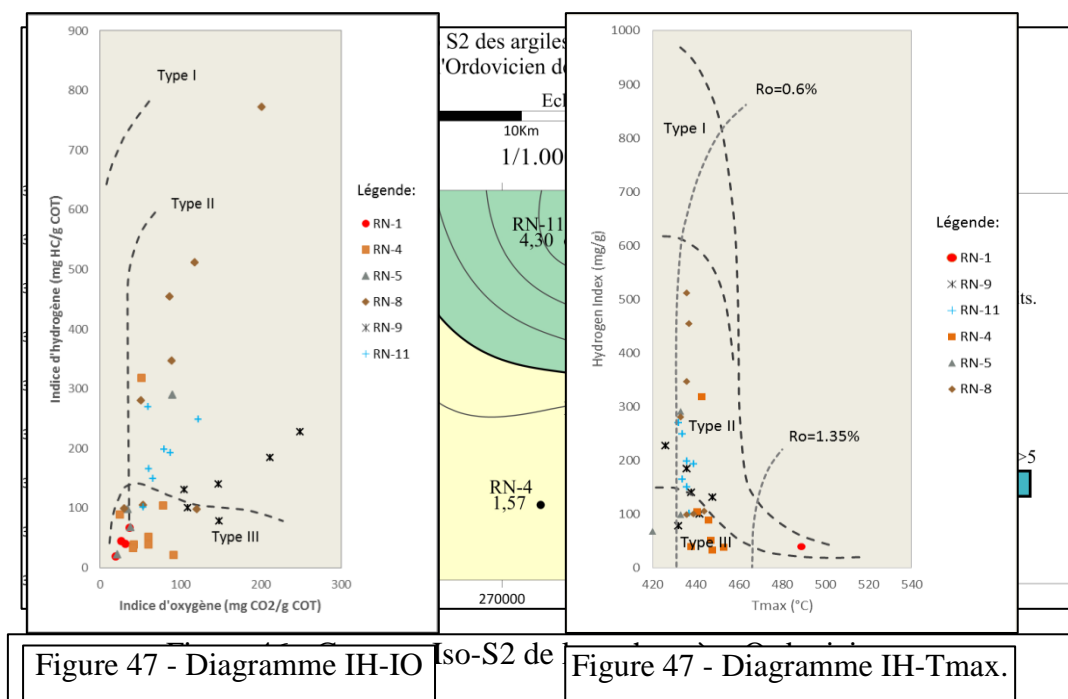 900
800
700
600
500
400
300
200
100
0
0 100 200 300
Indice d'hydrogène (mg HC/g COT)
Indice d'oxygène (mg CO2/g COT)
Type I
Type II
Type III
Légende:
RN-1
RN-4
RN-5
RN-8
RN-9
RN-11
Figure 47 - Diagramme IH-IO
S2 des argiles
l'Ordovicien d
Ech
10Km
1/1.00
RN-11
4,30
RN-4
1,57
270000
>5
Iso-S2 de
1000
900
800
700
600
500
400
300
200
100
0
420 440 460 480 500 520 540
Hydrogen Index (mg/g)
Tmax (°C)
Ro=0.6%
Type I
Type II
Ro=1.35%
Type III
Légende:
RN-1
RN-9
RN-11
RN-4
RN-5
RN-8
Figure 47 - Diagramme IH-Tmax.